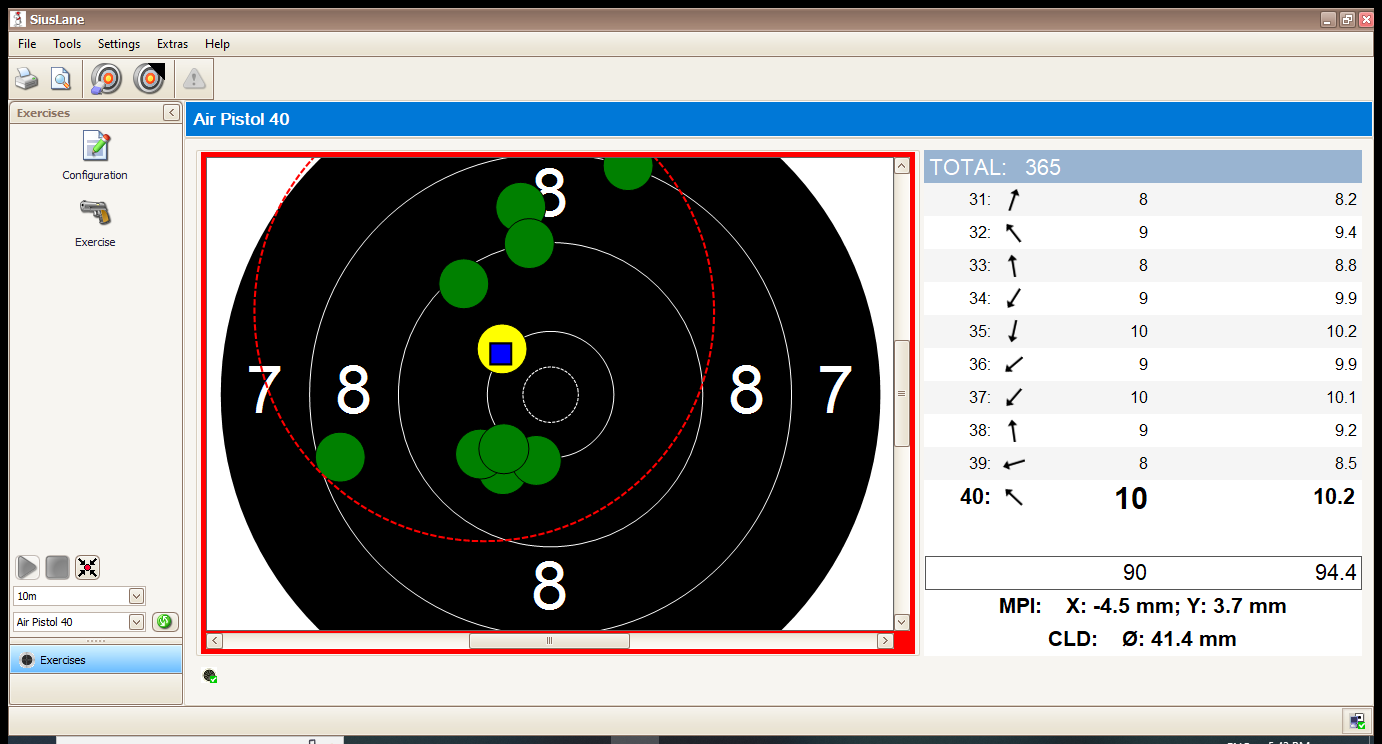 SiusLane
File Tools Settings Extras Help
Exercises
Air Pistol 40
Configuration
Exercise
8
7 8 8 7
8
TOTAL: 365
31: 8 8.2
32: 9 9.4
33: 8 8.8
34: 9 9.9
35: 10 10.2
36: 9 9.9
37: 10 10.1
38: 9 9.2
39: 8 8.5
40: 10 10.2
90 94.4
MPI: X: -4.5 mm; Y: 3.7 mm
CLD: Ø: 41.4 mm
10m
Air Pistol 40
Exercises